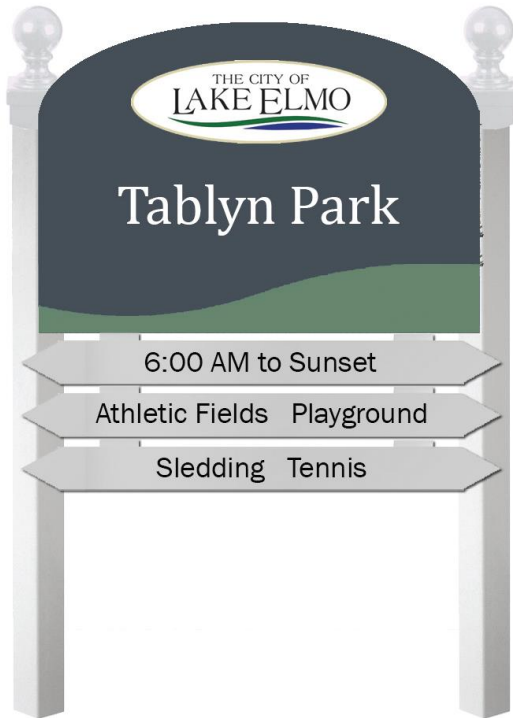 THE CITY OF
LAKE ELMO
Tablyn Park
6:00 AM to Sunset
Athletic Fields Playground
Sledding Tennis